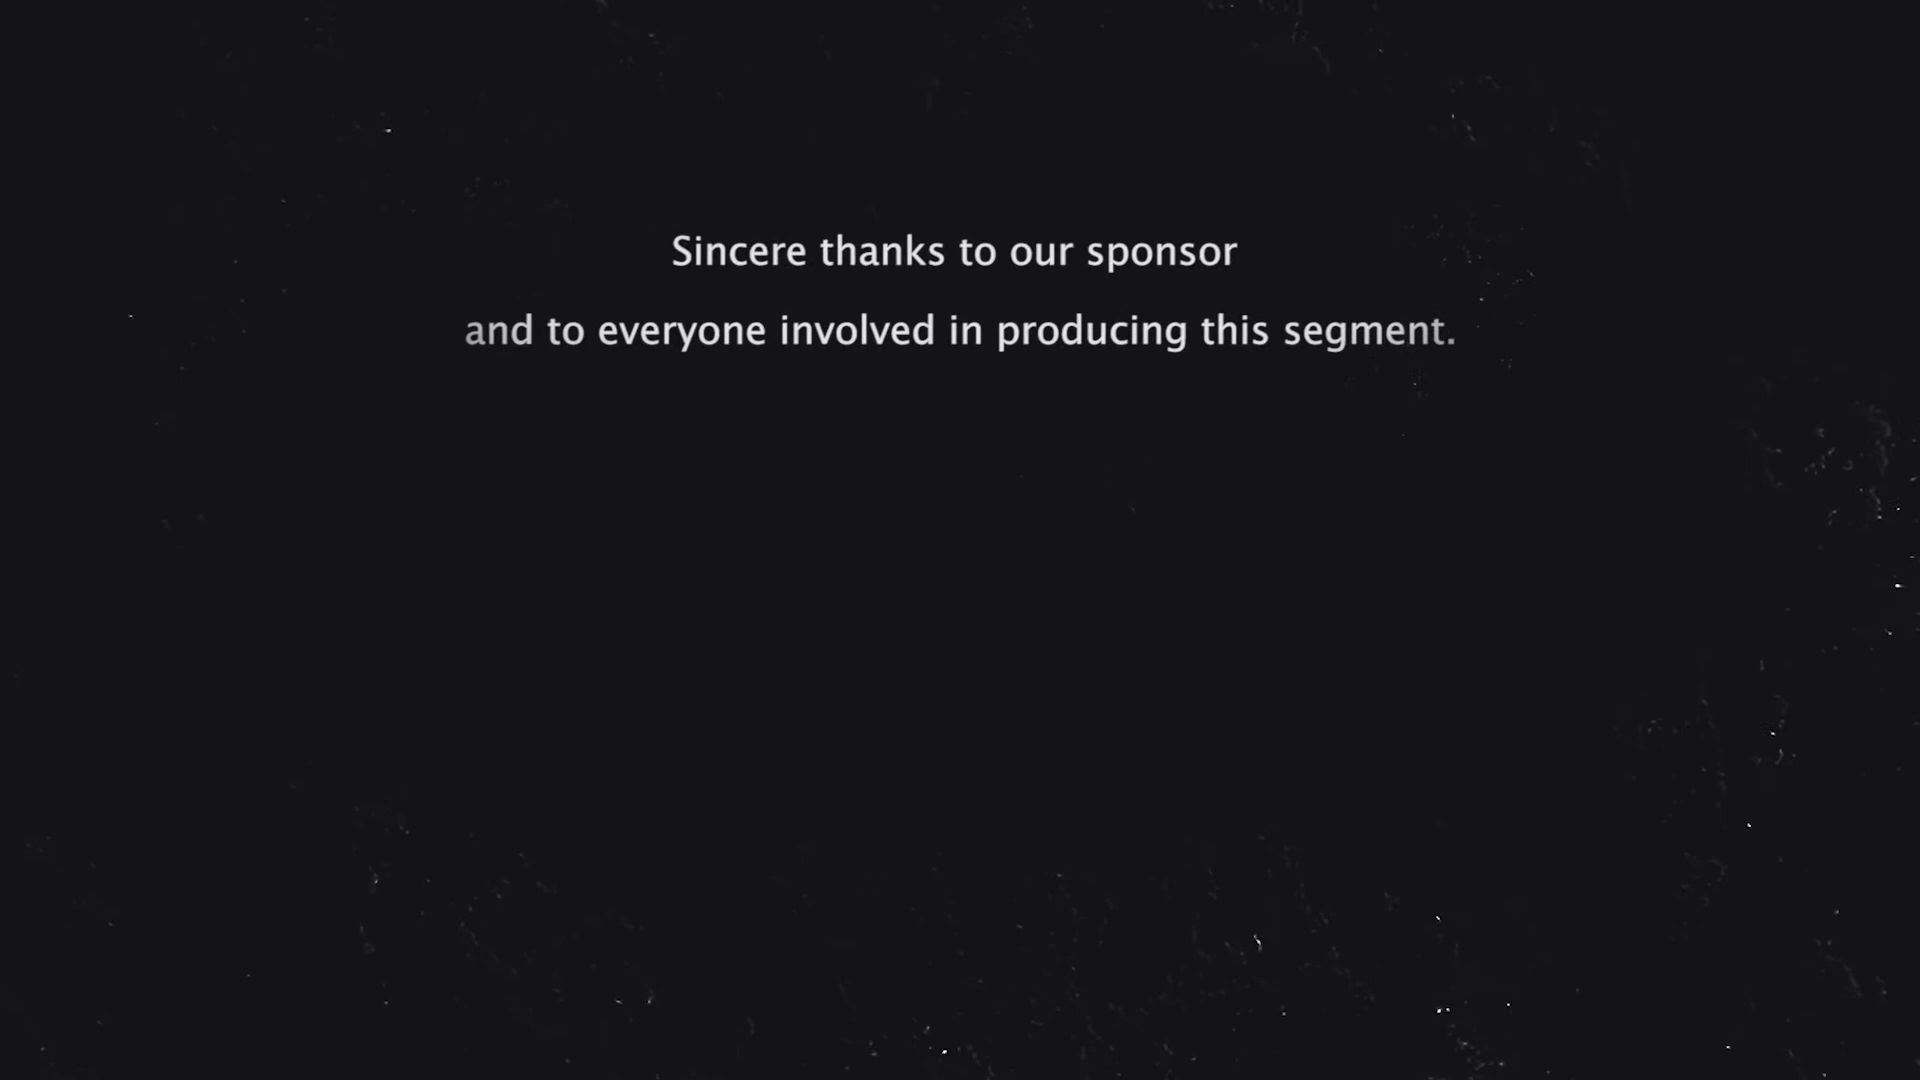 Sincere thanks to our sponsor
and to everyone involved in producing this segment.